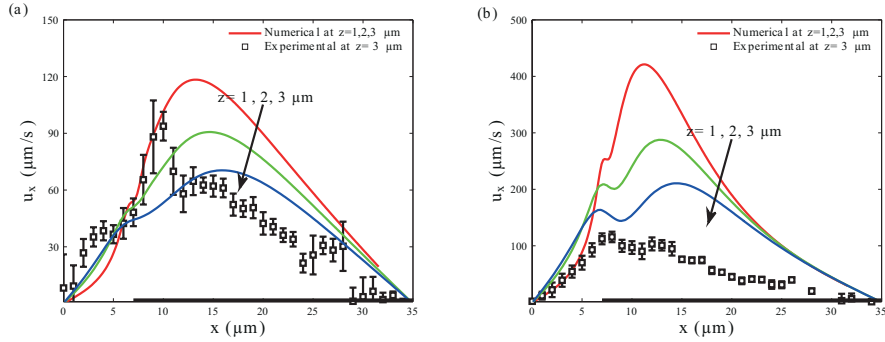 (a)
Numerical at z=1,2,3 μm
Experimental at z= 3 μm
z= 1 , 2, 3 μm
150
120
90
60
30
0
5
10
15
20
25
30
35
u_x (μm/s)
x (μm)
(b)
Numerical at z=1,2,3 μm
Experimental at z= 3 μm
z= 1 , 2, 3 μm
500
400
300
200
100
0
5
10
15
20
25
30
35
u_x (μm/s)
x (μm)